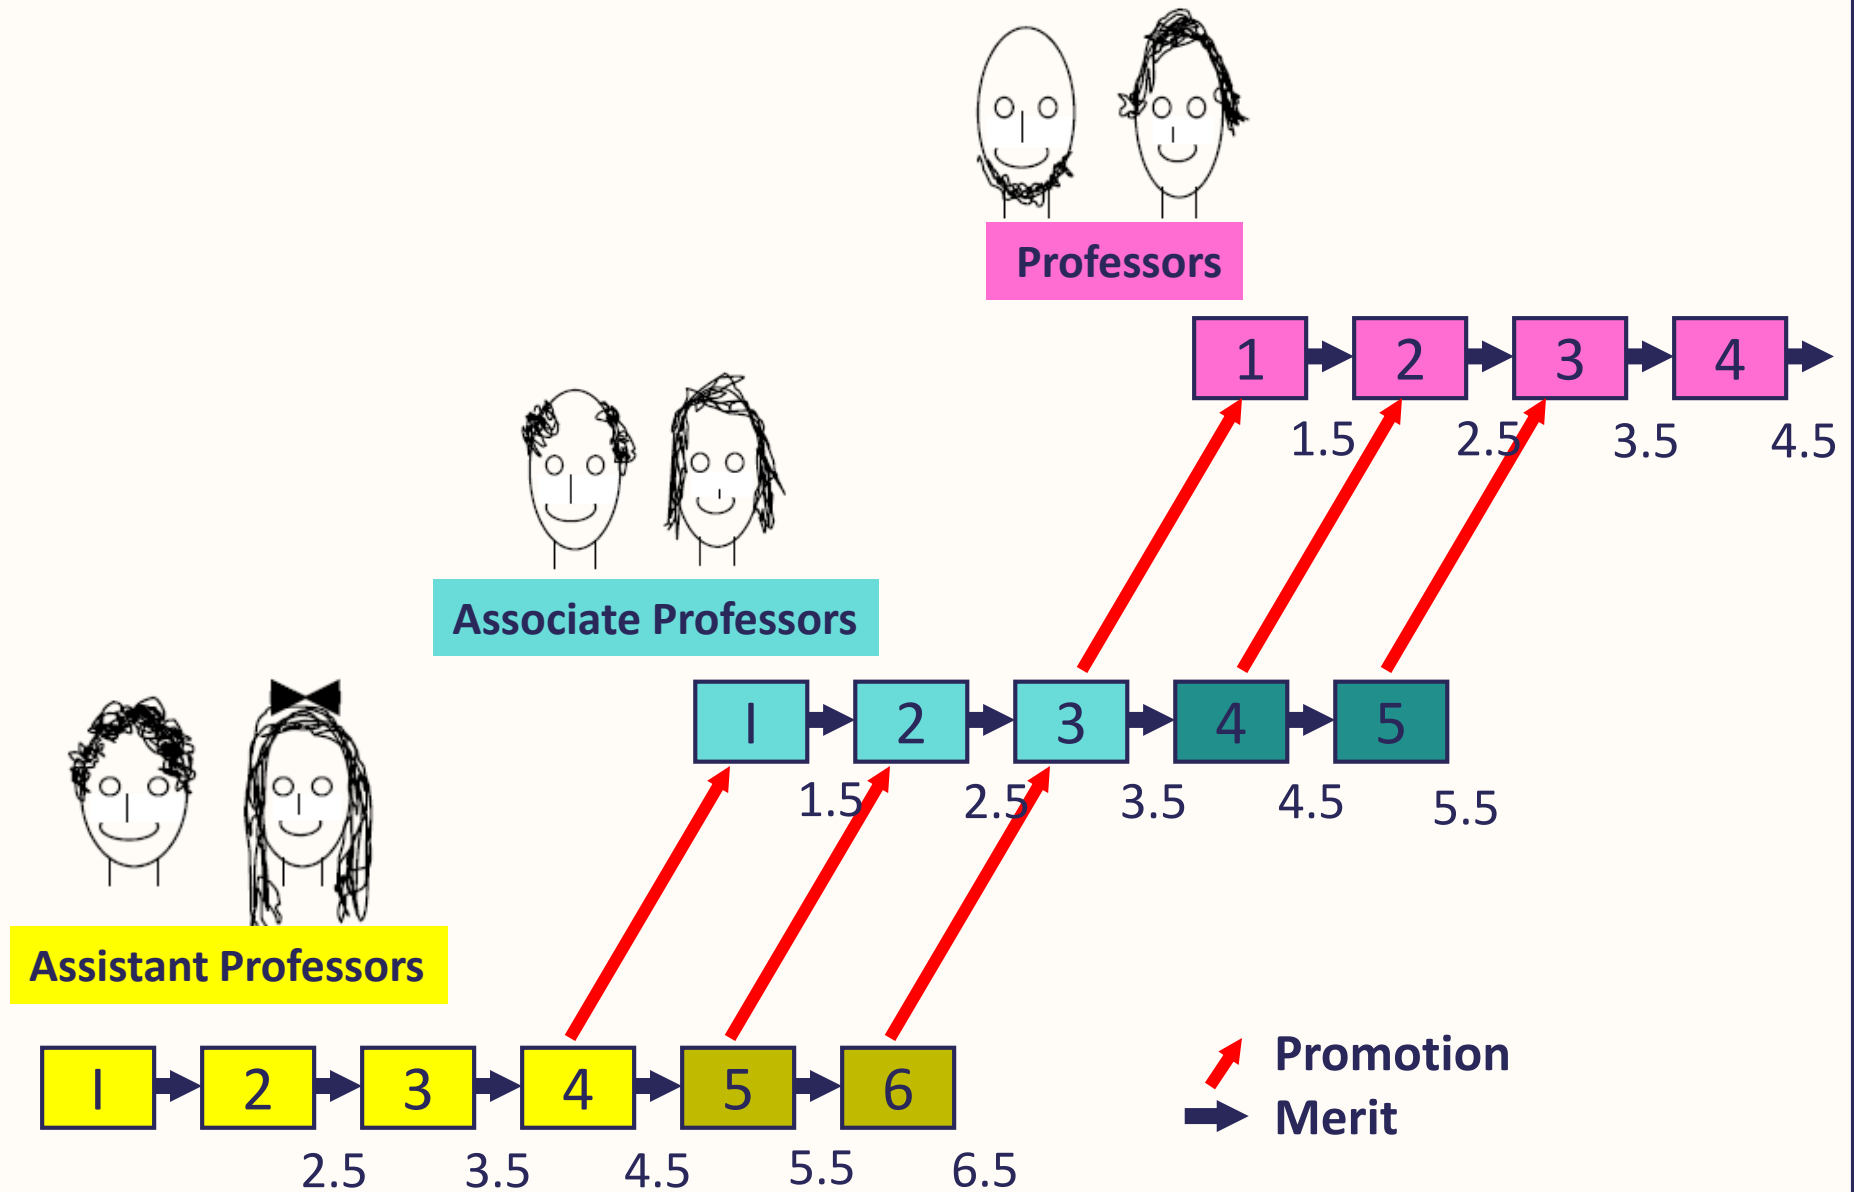 Professors
1 2 3 4
1.5 2.5 3.5 4.5
Associate Professors
I 2 3 4 5
1.5 2.5 3.5 4.5 5.5
Assistant Professors
I 2 3 4 5 6
2.5 3.5 4.5 5.5 6.5
Promotion
Merit